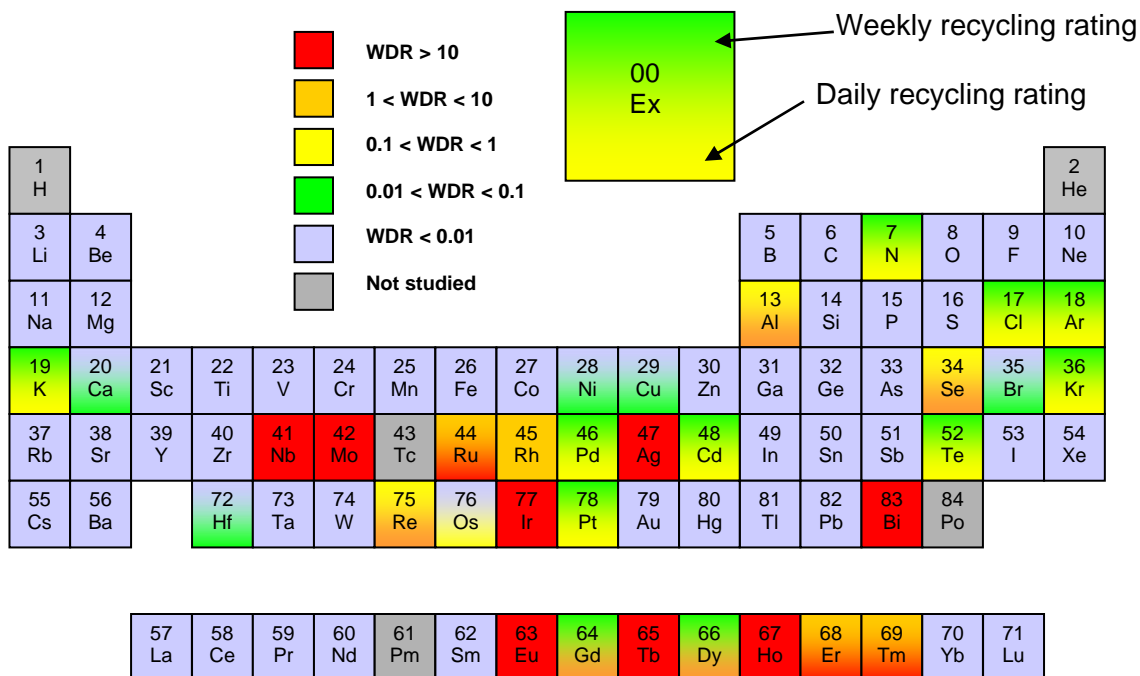 WDR > 10
1 < WDR < 10
0.1 < WDR < 1
0.01 < WDR < 0.1
WDR < 0.01
Not studied
00
Ex
Weekly recycling rating
Daily recycling rating
1 2
H He
3 4 5 6 7 8 9 10
Li Be B C N O F Ne
11 12 13 14 15 16 17 18
Na Mg Al Si P S Cl Ar
19 20 21 22 23 24 25 26 27 28 29 30 31 32 33 34 35 36
K Ca Sc Ti V Cr Mn Fe Co Ni Cu Zn Ga Ge As Se Br Kr
37 38 39 40 41 42 43 44 45 46 47 48 49 50 51 52 53 54
Rb Sr Y Zr Nb Mo Tc Ru Rh Pd Ag Cd In Sn Sb Te I Xe
55 56 72 73 74 75 76 77 78 79 80 81 82 83 84
Cs Ba Hf Ta W Re Os Ir Pt Au Hg Tl Pb Bi Po
57 58 59 60 61 62 63 64 65 66 67 68 69 70 71
La Ce Pr Nd Pm Sm Eu Gd Tb Dy Ho Er Tm Yb Lu